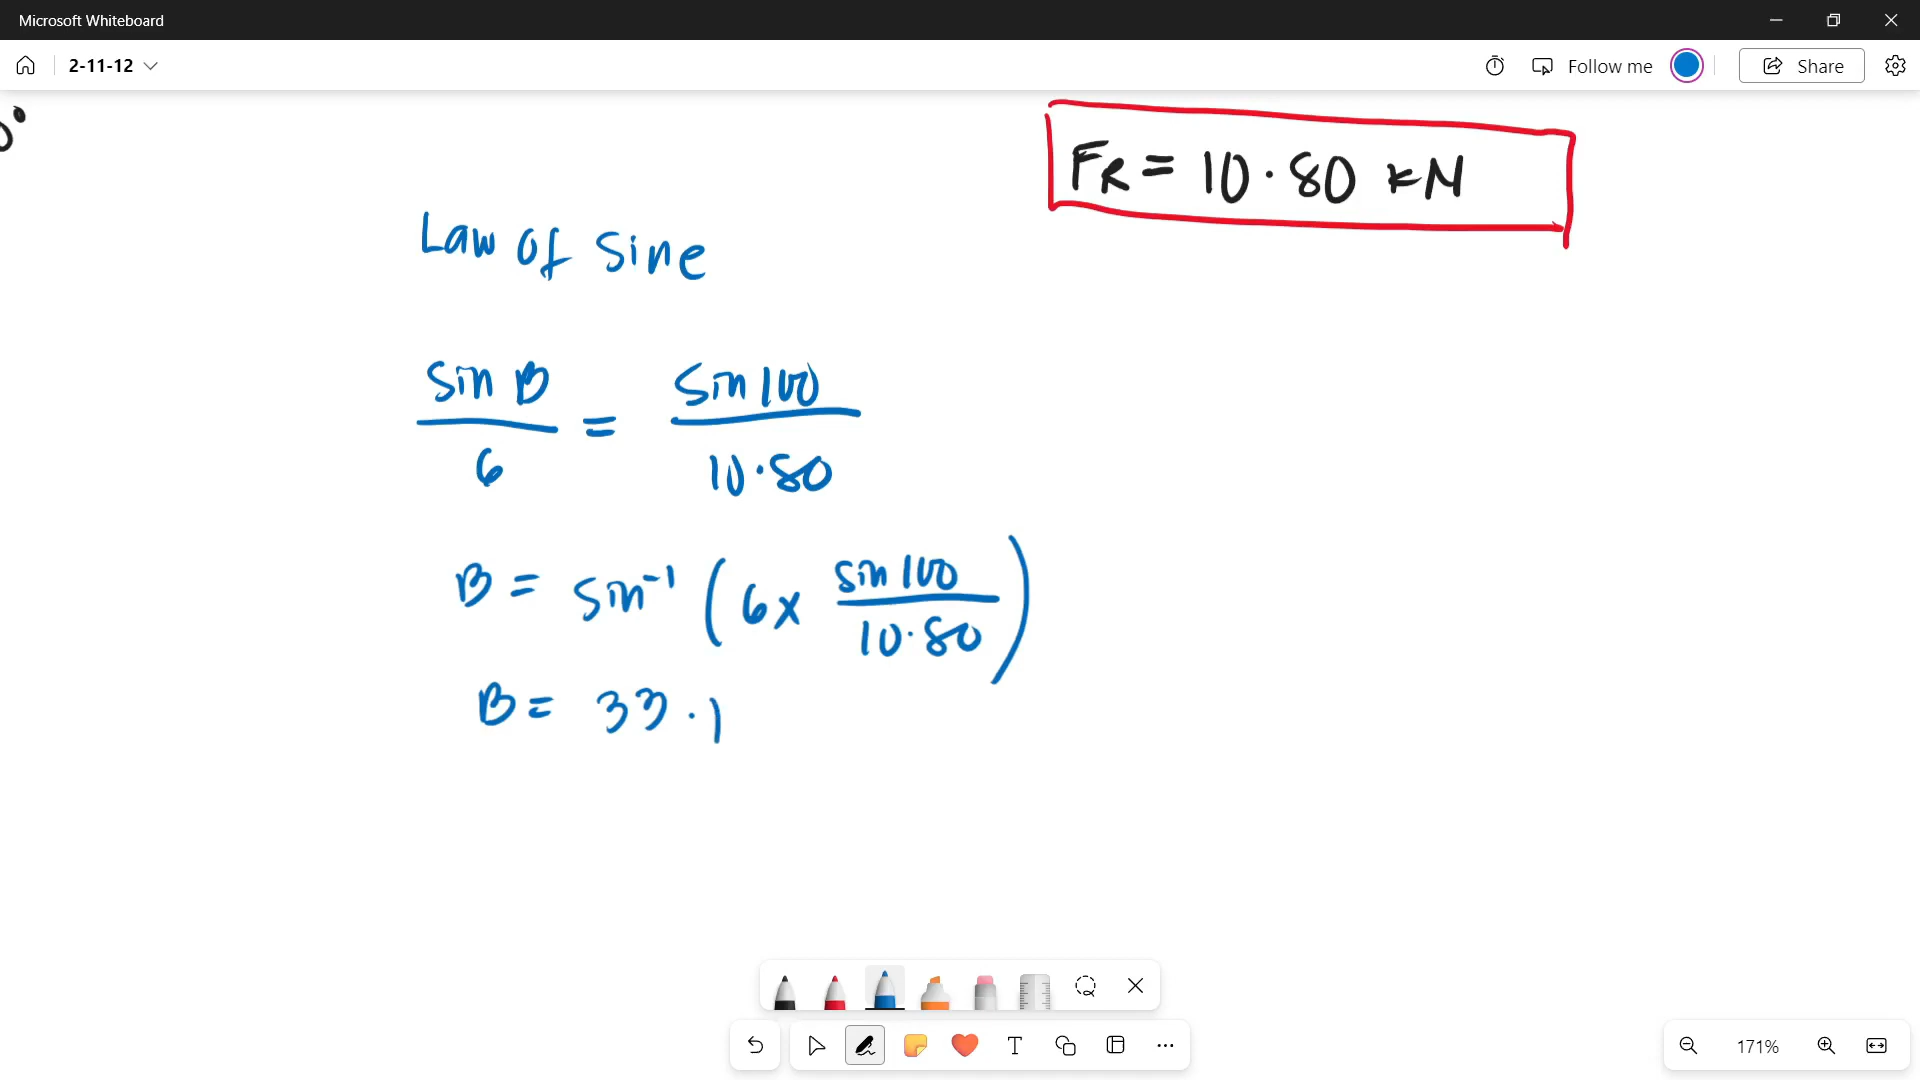 Microsoft Whiteboard
2-11-12
Follow me
Share
FR = 10.80 kN
Law of Sine
Sin B / 6 = Sin 100 / 10.80
B = Sin⁻¹ ( 6 x Sin 100 / 10.80 )
B = 33.1
171%